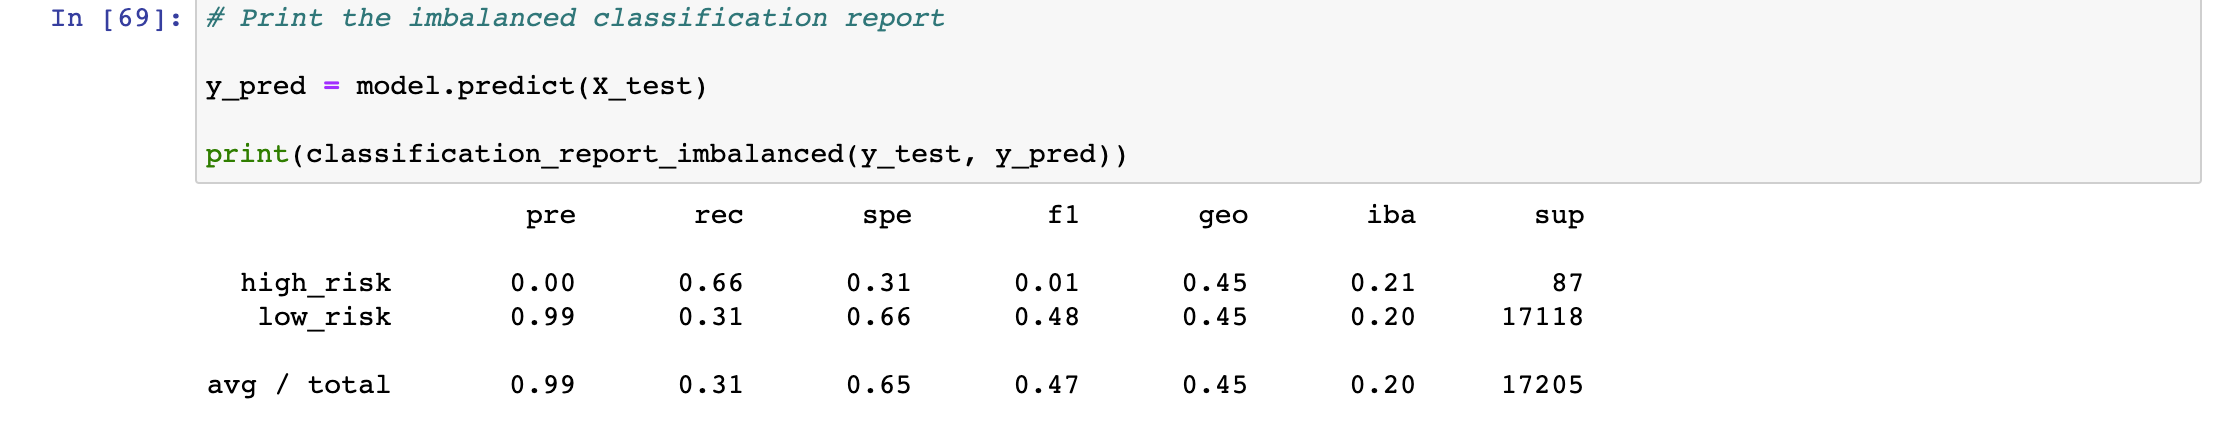 In [69]: # Print the imbalanced classification report
y_pred = model.predict(X_test)
print(classification_report_imbalanced(y_test, y_pred))
pre rec spe f1 geo iba sup
high_risk 0.00 0.66 0.31 0.01 0.45 0.21 87
low_risk 0.99 0.31 0.66 0.48 0.45 0.20 17118
avg / total 0.99 0.31 0.65 0.47 0.45 0.20 17205